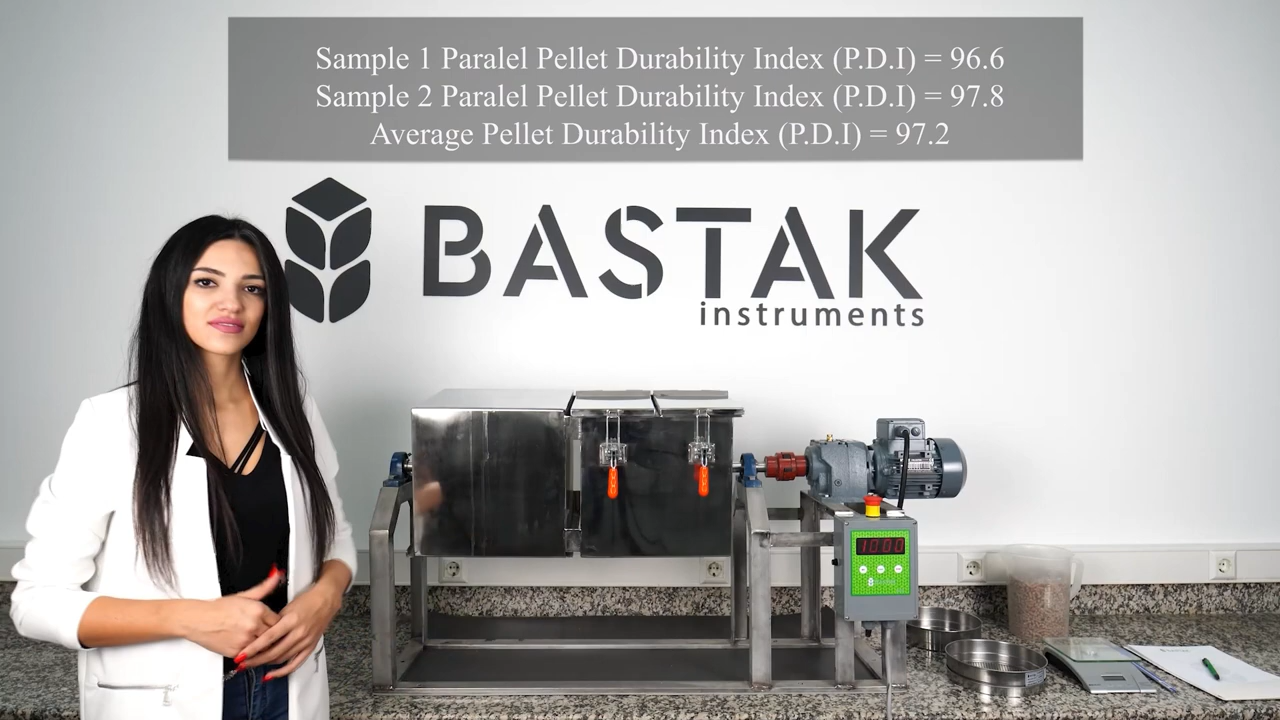 Sample 1 Paralel Pellet Durability Index (P.D.I) = 96.6
Sample 2 Paralel Pellet Durability Index (P.D.I) = 97.8
Average Pellet Durability Index (P.D.I) = 97.2
BASTAK
instruments
10:00